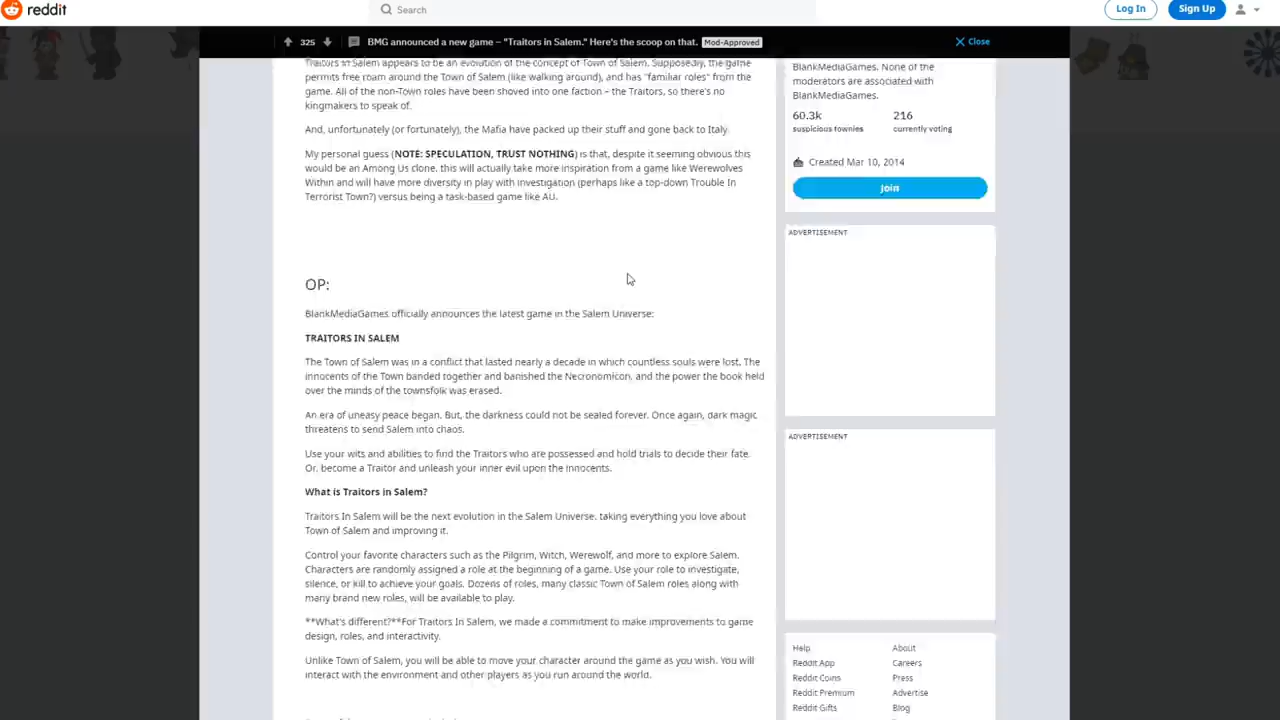 reddit
Search
Log In
Sign Up
325
BMG announced a new game – "Traitors in Salem." Here's the scoop on that. Mod-Approved
Close
Traitors in Salem appears to be an evolution of the concept of Town of Salem. Supposedly, the game
permits free roam around the Town of Salem (like walking around), and has "familiar roles" from the
game. All of the non-Town roles have been shoved into one faction – the Traitors, so there's no
kingmakers to speak of.
And, unfortunately (or fortunately), the Mafia have packed up their stuff and gone back to Italy.
My personal guess (NOTE: SPECULATION, TRUST NOTHING) is that, despite it seeming obvious this
would be an Among Us clone, this will actually take more inspiration from a game like Werewolves
Within and will have more diversity in play with investigation (perhaps like a top-down Trouble In
Terrorist Town?) versus being a task-based game like AU.
OP:
BlankMediaGames officially announces the latest game in the Salem Universe:
TRAITORS IN SALEM
The Town of Salem was in a conflict that lasted nearly a decade in which countless souls were lost. The
innocents of the Town banded together and banished the Necronomicon, and the power the book held
over the minds of the townsfolk was erased.
An era of uneasy peace began. But, the darkness could not be sealed forever. Once again, dark magic
threatens to send Salem into chaos.
Use your wits and abilities to find the Traitors who are possessed and hold trials to decide their fate.
Or, become a Traitor and unleash your inner evil upon the innocents.
What is Traitors in Salem?
Traitors In Salem will be the next evolution in the Salem Universe, taking everything you love about
Town of Salem and improving it.
Control your favorite characters such as the Pilgrim, Witch, Werewolf, and more to explore Salem.
Characters are randomly assigned a role at the beginning of a game. Use your role to investigate,
silence, or kill to achieve your goals. Dozens of roles, many classic Town of Salem roles along with
many brand new roles, will be available to play.
**What's different?**For Traitors In Salem, we made a commitment to make improvements to game
design, roles, and interactivity.
Unlike Town of Salem, you will be able to move your character around the game as you wish. You will
interact with the environment and other players as you run around the world.
BlankMediaGames. None of the
moderators are associated with
BlankMediaGames.
60.3k 216
suspicious townies currently voting
Created Mar 10, 2014
Join
ADVERTISEMENT
ADVERTISEMENT
Help About
Reddit App Careers
Reddit Coins Press
Reddit Premium Advertise
Reddit Gifts Blog